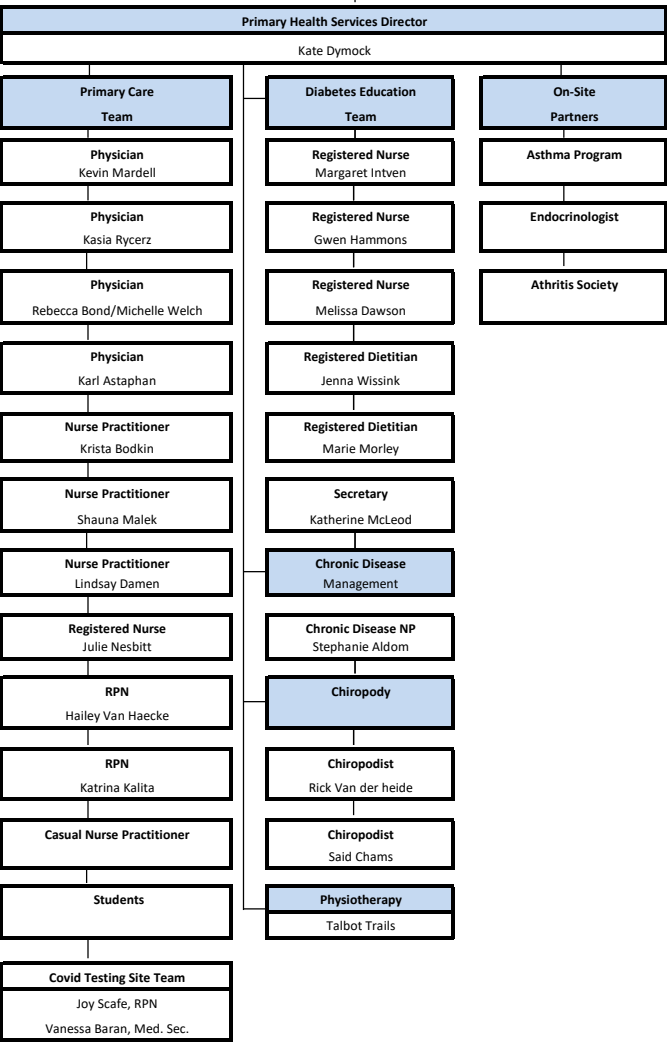 Primary Health Services Director
Kate Dymock
Primary Care
Team
Physician
Kevin Mardell
Physician
Kasia Rycerz
Physician
Rebecca Bond/Michelle Welch
Physician
Karl Astaphan
Nurse Practitioner
Krista Bodkin
Nurse Practitioner
Shauna Malek
Nurse Practitioner
Lindsay Damen
Registered Nurse
Julie Nesbitt
RPN
Hailey Van Haecke
RPN
Katrina Kalita
Casual Nurse Practitioner
Students
Covid Testing Site Team
Joy Scafe, RPN
Vanessa Baran, Med. Sec.
Diabetes Education
Team
Registered Nurse
Margaret Intven
Registered Nurse
Gwen Hammons
Registered Nurse
Melissa Dawson
Registered Dietitian
Jenna Wissink
Registered Dietitian
Marie Morley
Secretary
Katherine McLeod
Chronic Disease
Management
Chronic Disease NP
Stephanie Aldom
Chiropody
Chiropodist
Rick Van der heide
Chiropodist
Said Chams
Physiotherapy
Talbot Trails
On-Site
Partners
Asthma Program
Endocrinologist
Athritis Society